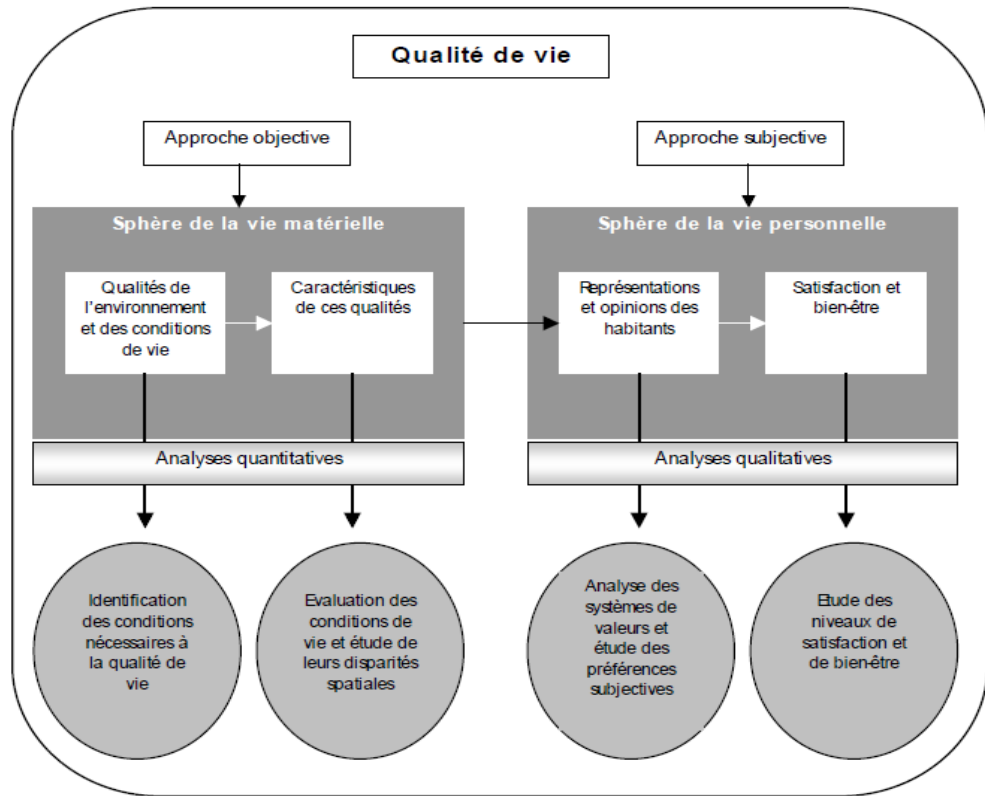 Qualité de vie
Approche objective
Approche subjective
Sphère de la vie matérielle
Sphère de la vie personnelle
Qualités de
l'environnement
et des conditions
de vie
Caractéristiques
de ces qualités
Représentations
et opinions des
habitants
Satisfaction et
bien-être
Analyses quantitatives
Analyses qualitatives
Identification
des conditions
nécessaires à
la qualité de
vie
Evaluation des
conditions de
vie et étude de
leurs disparités
spatiales
Analyse des
systèmes de
valeurs et
étude des
préférences
subjectives
Etude des
niveaux de
satisfaction et
de bien-être